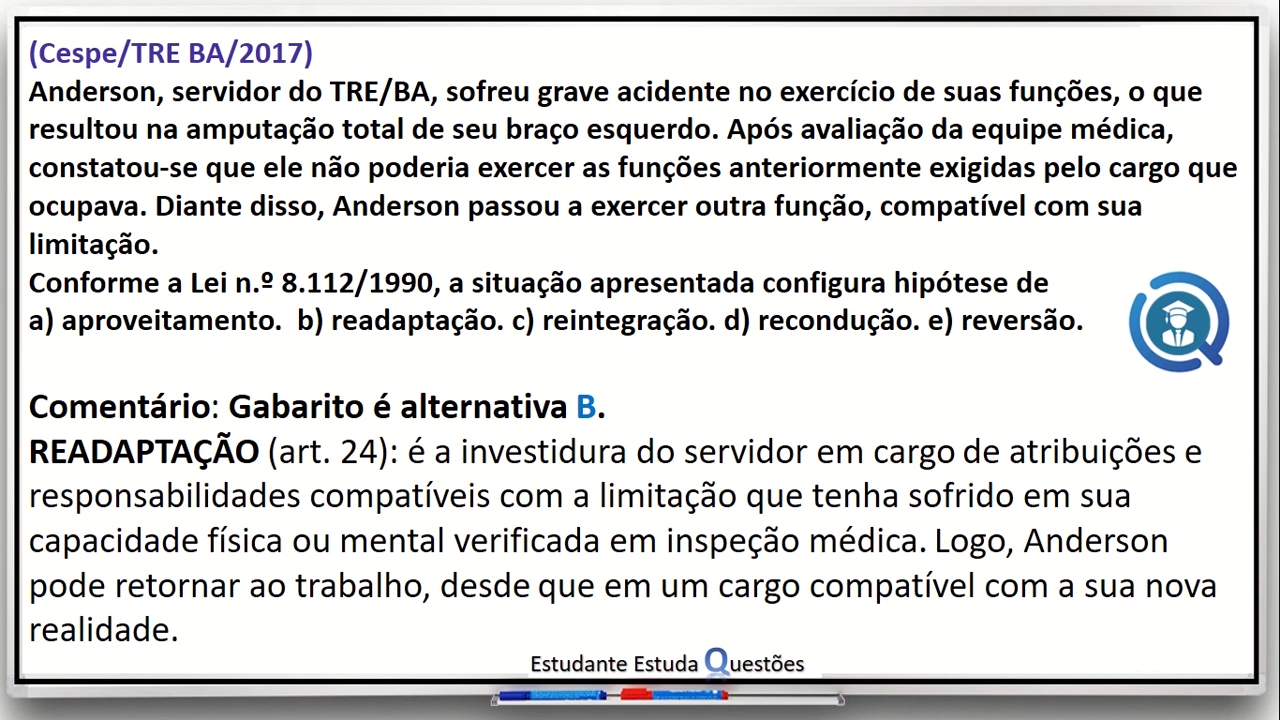 (Cespe/TRE BA/2017)
Anderson, servidor do TRE/BA, sofreu grave acidente no exercício de suas funções, o que
resultou na amputação total de seu braço esquerdo. Após avaliação da equipe médica,
constatou-se que ele não poderia exercer as funções anteriormente exigidas pelo cargo que
ocupava. Diante disso, Anderson passou a exercer outra função, compatível com sua
limitação.
Conforme a Lei n.º 8.112/1990, a situação apresentada configura hipótese de
a) aproveitamento. b) readaptação. c) reintegração. d) recondução. e) reversão.
Comentário: Gabarito é alternativa B.
READAPTAÇÃO (art. 24): é a investidura do servidor em cargo de atribuições e
responsabilidades compatíveis com a limitação que tenha sofrido em sua
capacidade física ou mental verificada em inspeção médica. Logo, Anderson
pode retornar ao trabalho, desde que em um cargo compatível com a sua nova
realidade.
Estudante Estuda Questões